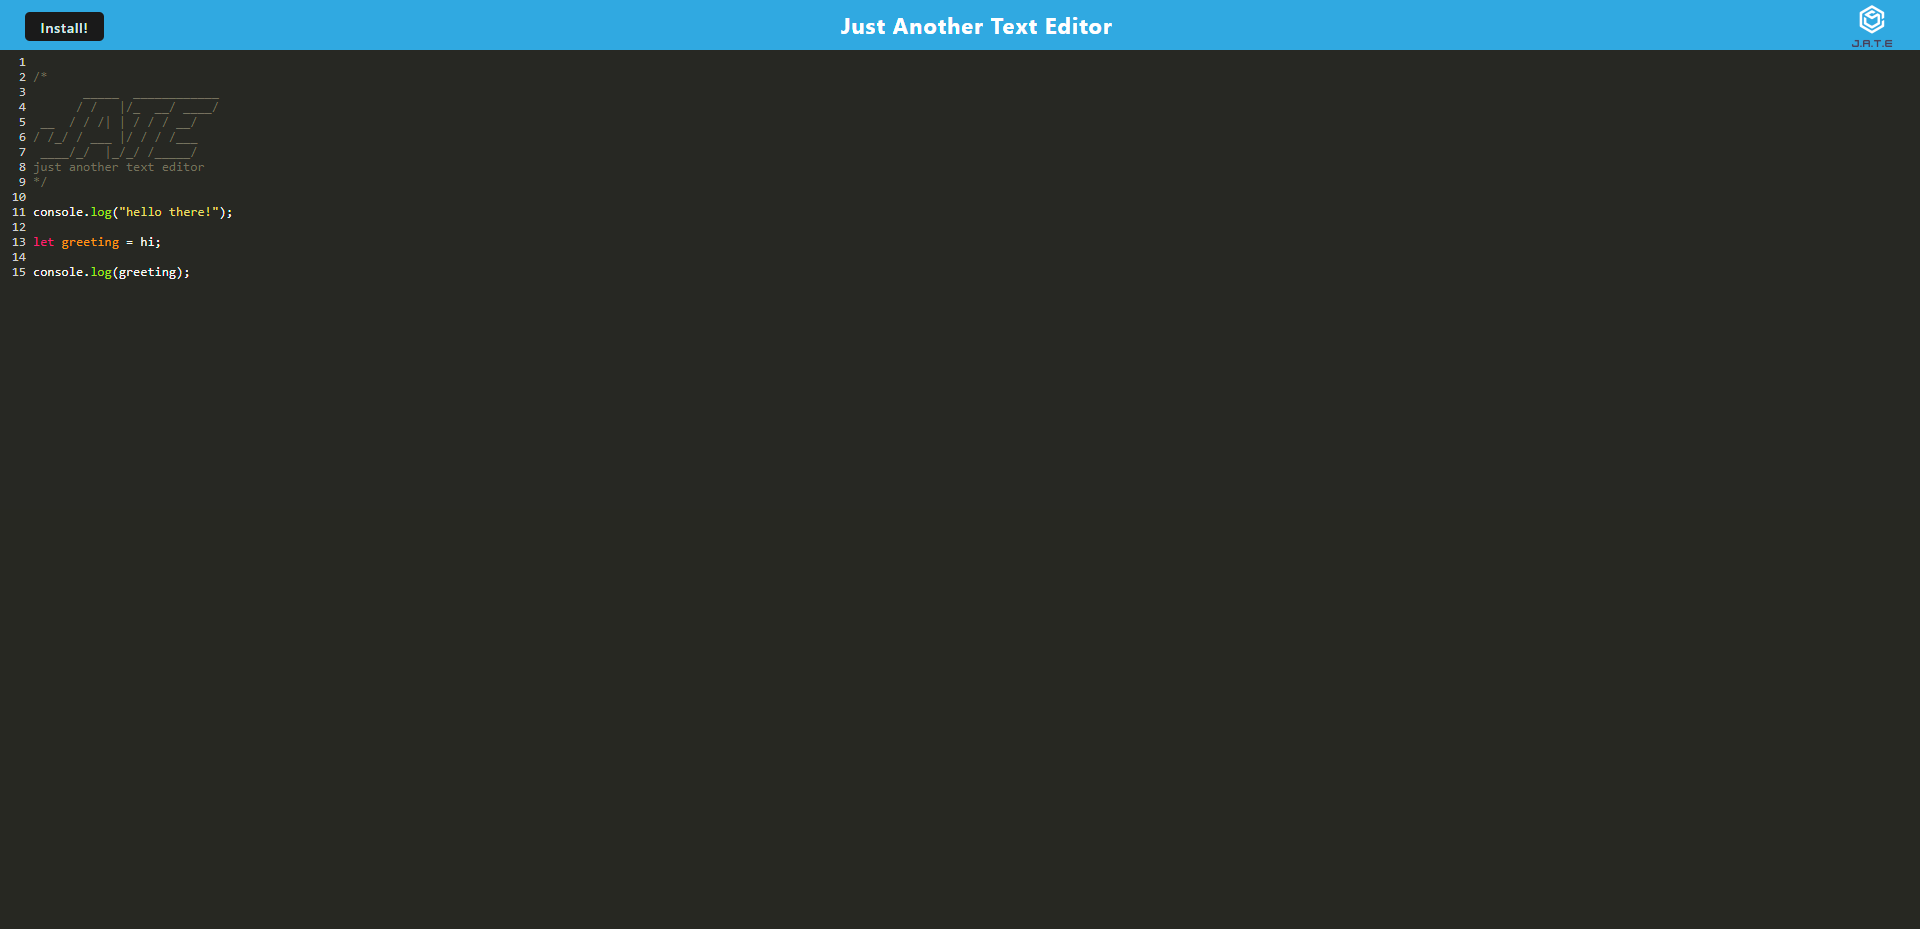 Install!
Just Another Text Editor
J.A.T.E
1
2 /*
3        _____  ____________
4       / /   |/_  __/ ____/
5  __  / / /| | / / / __/
6 / /_/ / ___ |/ / / /___
7  ____/_/  |_/_/ /_____/
8 just another text editor
9 */
10
11 console.log("hello there!");
12
13 let greeting = hi;
14
15 console.log(greeting);